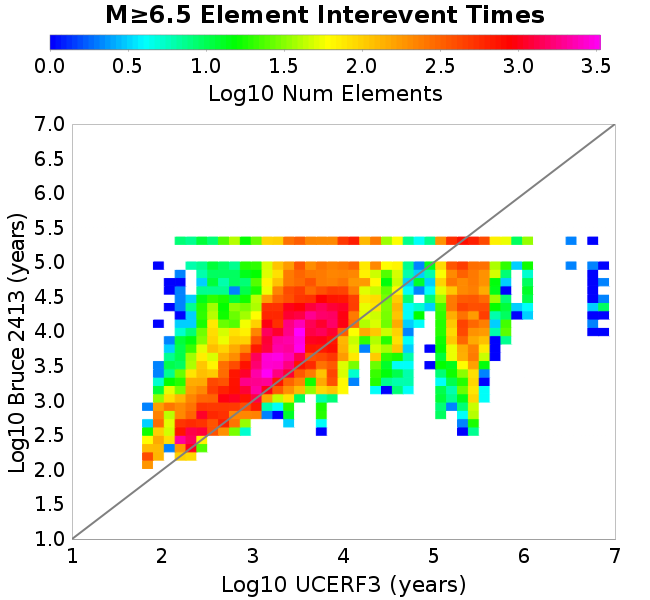 M≥6.5 Element Interevent Times
0.0 0.5 1.0 1.5 2.0 2.5 3.0 3.5
Log10 Num Elements
Log10 Bruce 2413 (years)
7.0
6.5
6.0
5.5
5.0
4.5
4.0
3.5
3.0
2.5
2.0
1.5
1.0
1 2 3 4 5 6 7
Log10 UCERF3 (years)